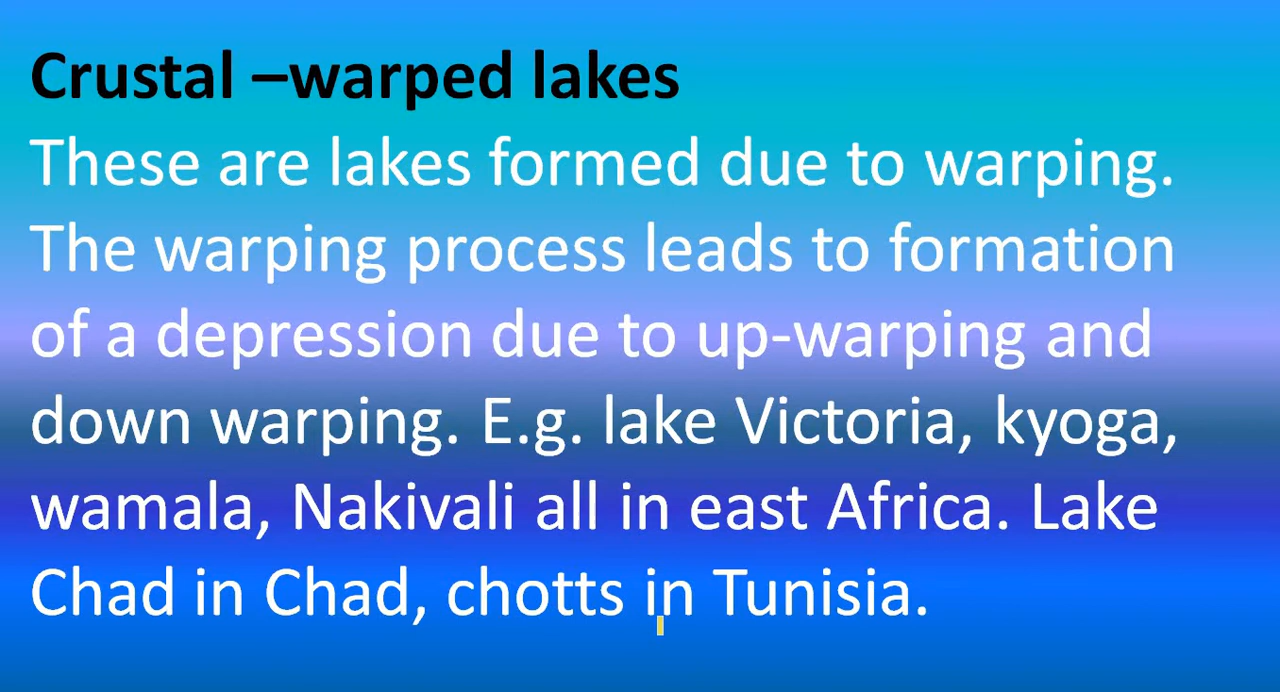 Crustal –warped lakes
These are lakes formed due to warping.
The warping process leads to formation
of a depression due to up-warping and
down warping. E.g. lake Victoria, kyoga,
wamala, Nakivali all in east Africa. Lake
Chad in Chad, chotts in Tunisia.